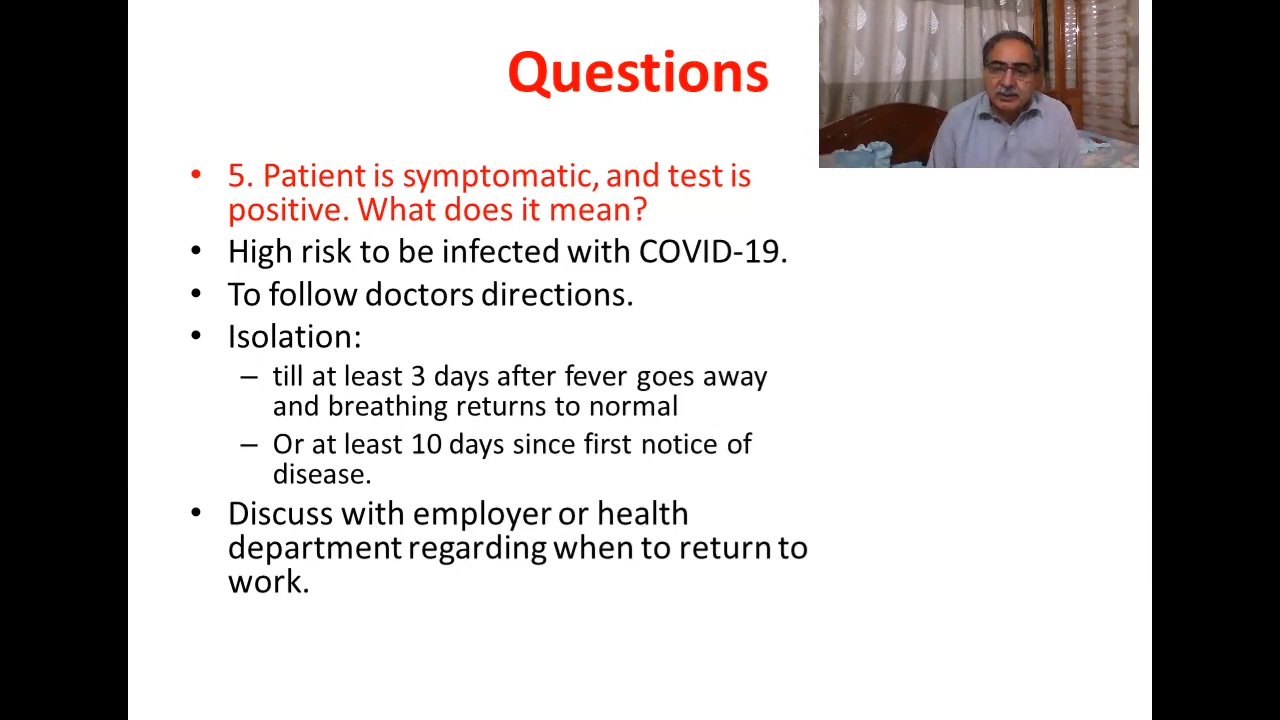 Questions
• 5. Patient is symptomatic, and test is
positive. What does it mean?
• High risk to be infected with COVID-19.
• To follow doctors directions.
• Isolation:
– till at least 3 days after fever goes away
and breathing returns to normal
– Or at least 10 days since first notice of
disease.
• Discuss with employer or health
department regarding when to return to
work.